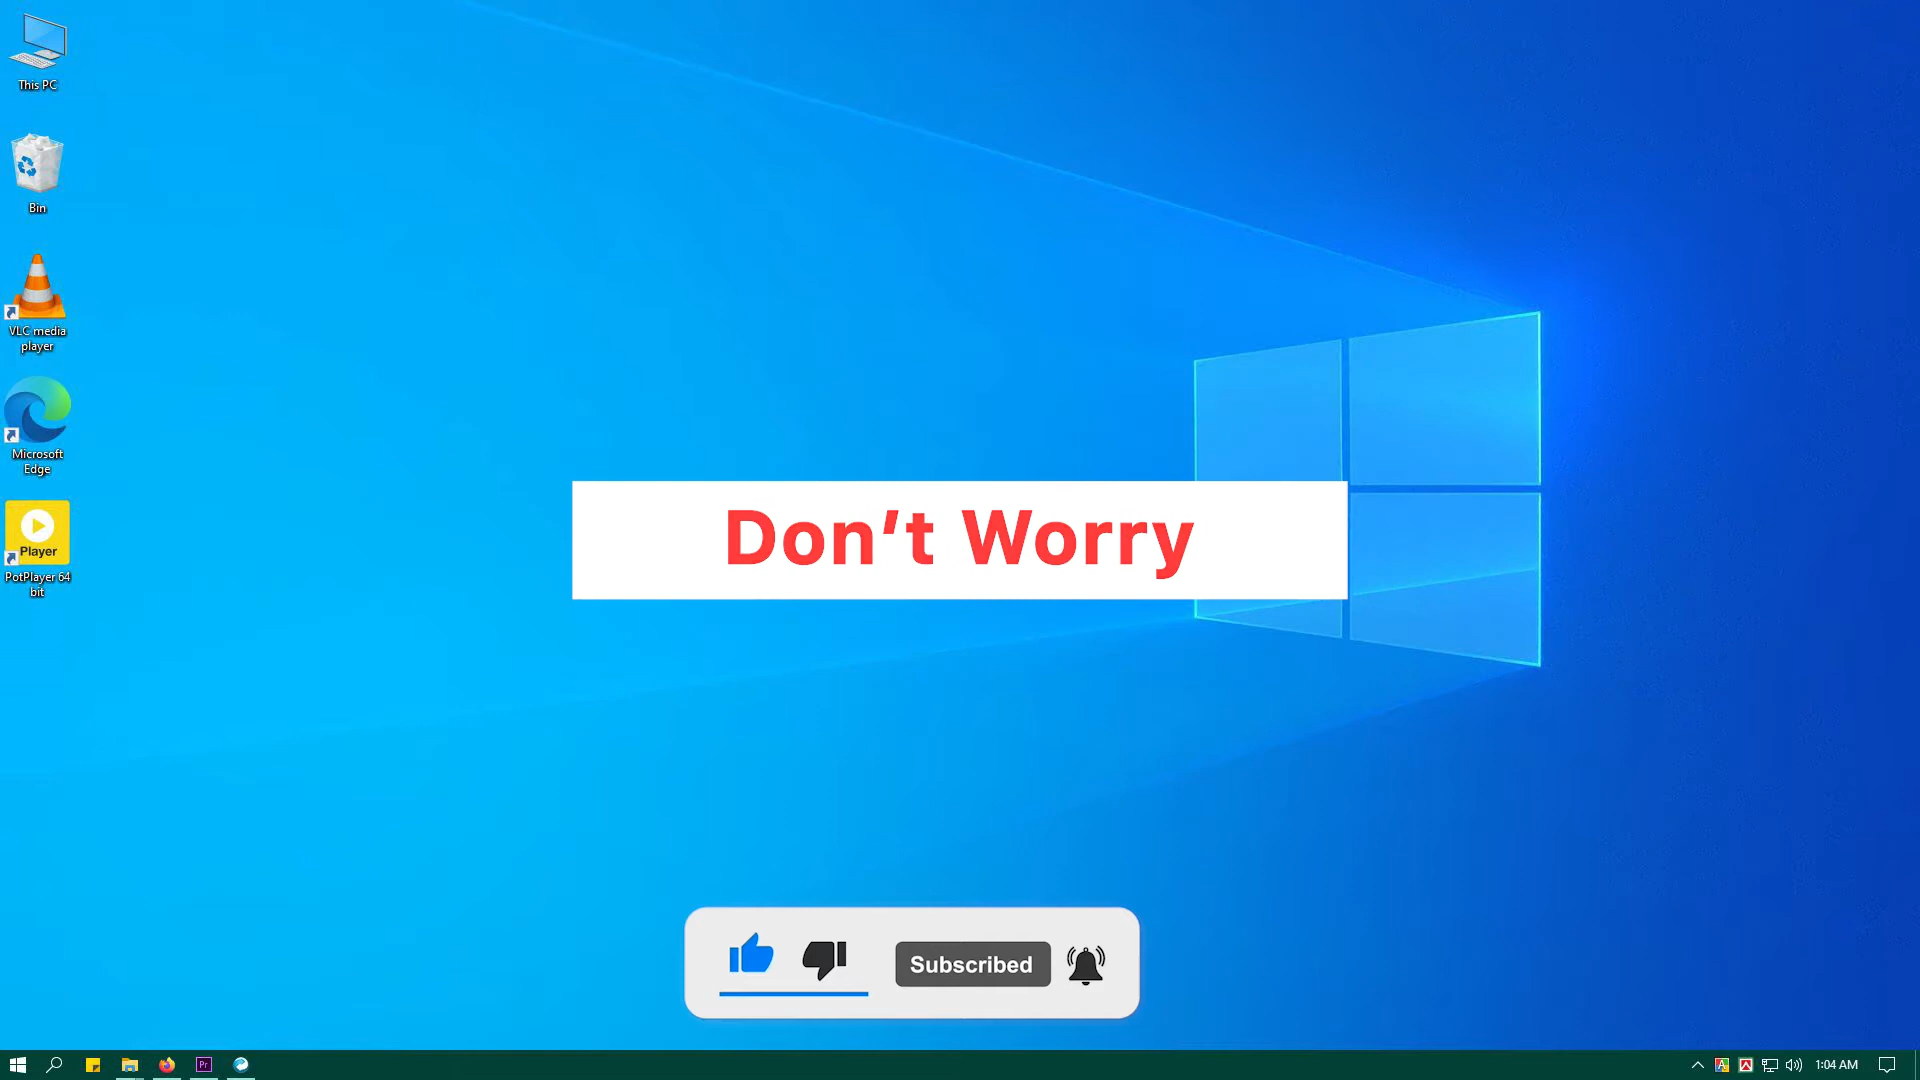 This PC
Bin
VLC media
player
Microsoft
Edge
Player
PotPlayer 64
bit
Don't Worry
Subscribed
Pr
A
1:04 AM